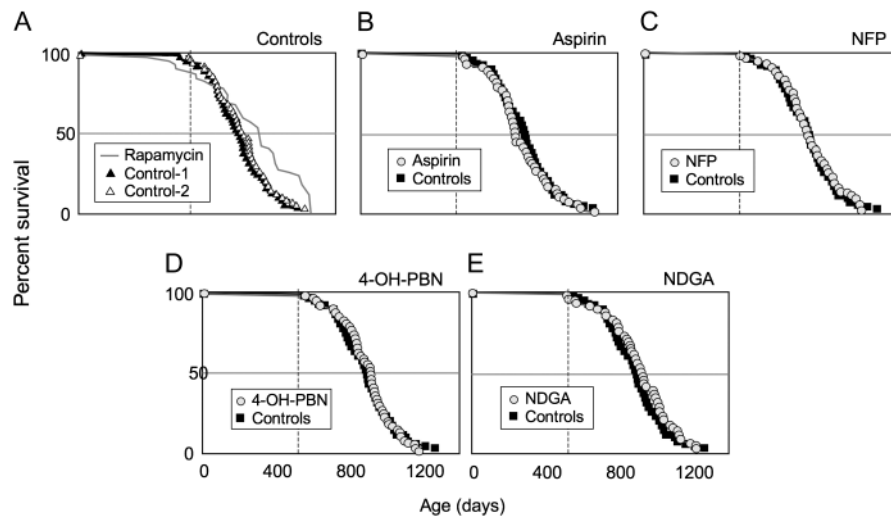 A
Controls
100
50
0
Rapamycin
Control-1
Control-2
B
Aspirin
Aspirin
Controls
C
NFP
NFP
Controls
Percent survival
D
4-OH-PBN
100
50
0
4-OH-PBN
Controls
E
NDGA
NDGA
Controls
0 400 800 1200 0 400 800 1200
Age (days)